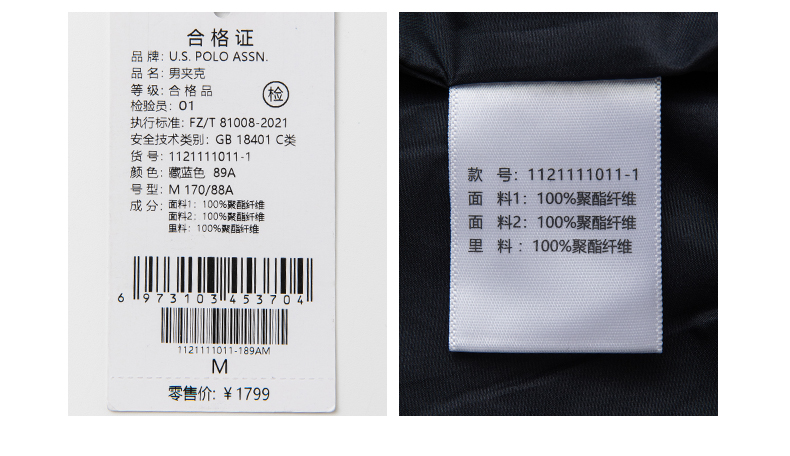 合格证
品 牌: U.S. POLO ASSN.
品 名: 男夹克
等 级: 合 格 品
检
检验员: 01
执行标准: FZ/T 81008-2021
安全技术类别: GB 18401 C类
货 号: 1121111011-1
颜 色: 藏蓝色 89A
号 型: M 170/88A
成 分: 面料1: 100%聚酯纤维
面料2: 100%聚酯纤维
里料: 100%聚酯纤维
6 973103 453704
1121111011-189AM
M
零售价: ¥1799
款 号: 1121111011-1
面 料1: 100%聚酯纤维
面 料2: 100%聚酯纤维
里 料 : 100%聚酯纤维